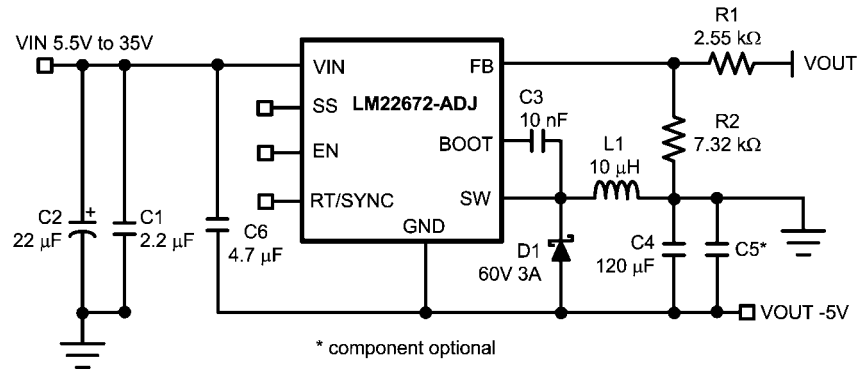 VIN 5.5V to 35V
VIN
FB
R1
2.55 kΩ
VOUT
SS
LM22672-ADJ
C3
10 nF
EN
BOOT
R2
7.32 kΩ
L1
10 μH
RT/SYNC
SW
GND
C2
22 μF
+
C1
2.2 μF
C6
4.7 μF
D1
60V 3A
C4
120 μF
C5*
VOUT -5V
* component optional